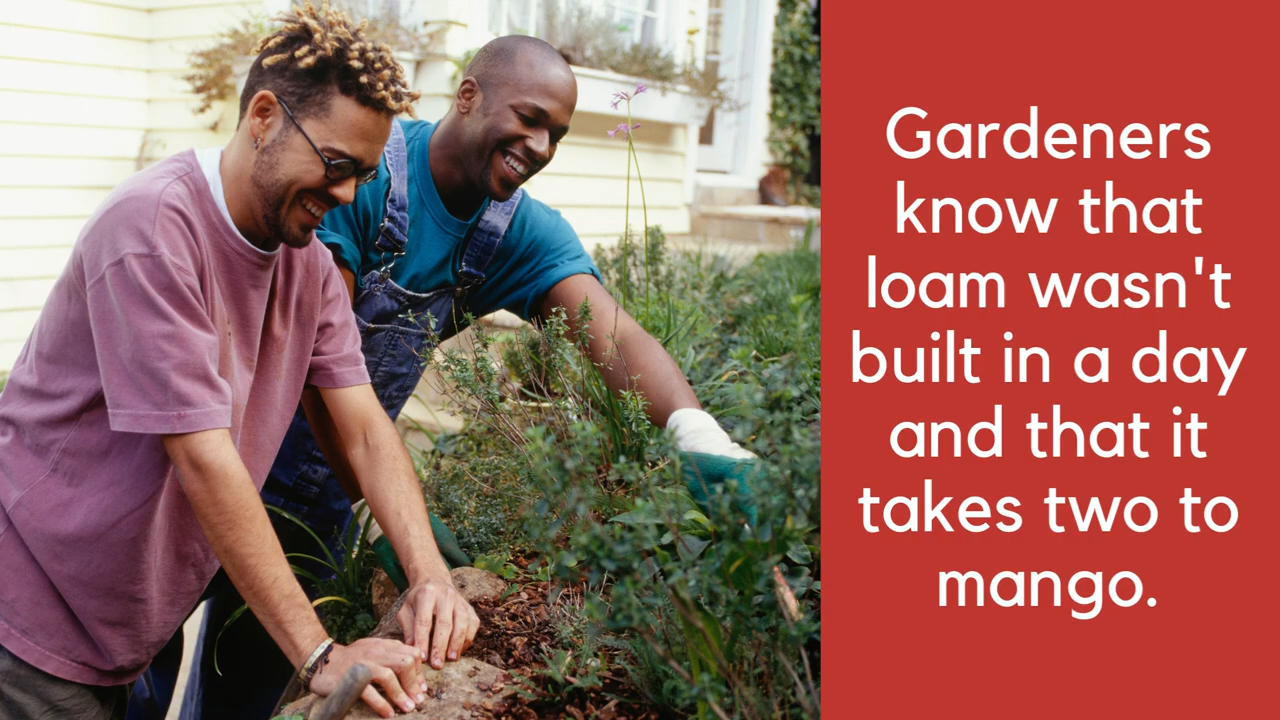 Gardeners
know that
loam wasn't
built in a day
and that it
takes two to
mango.